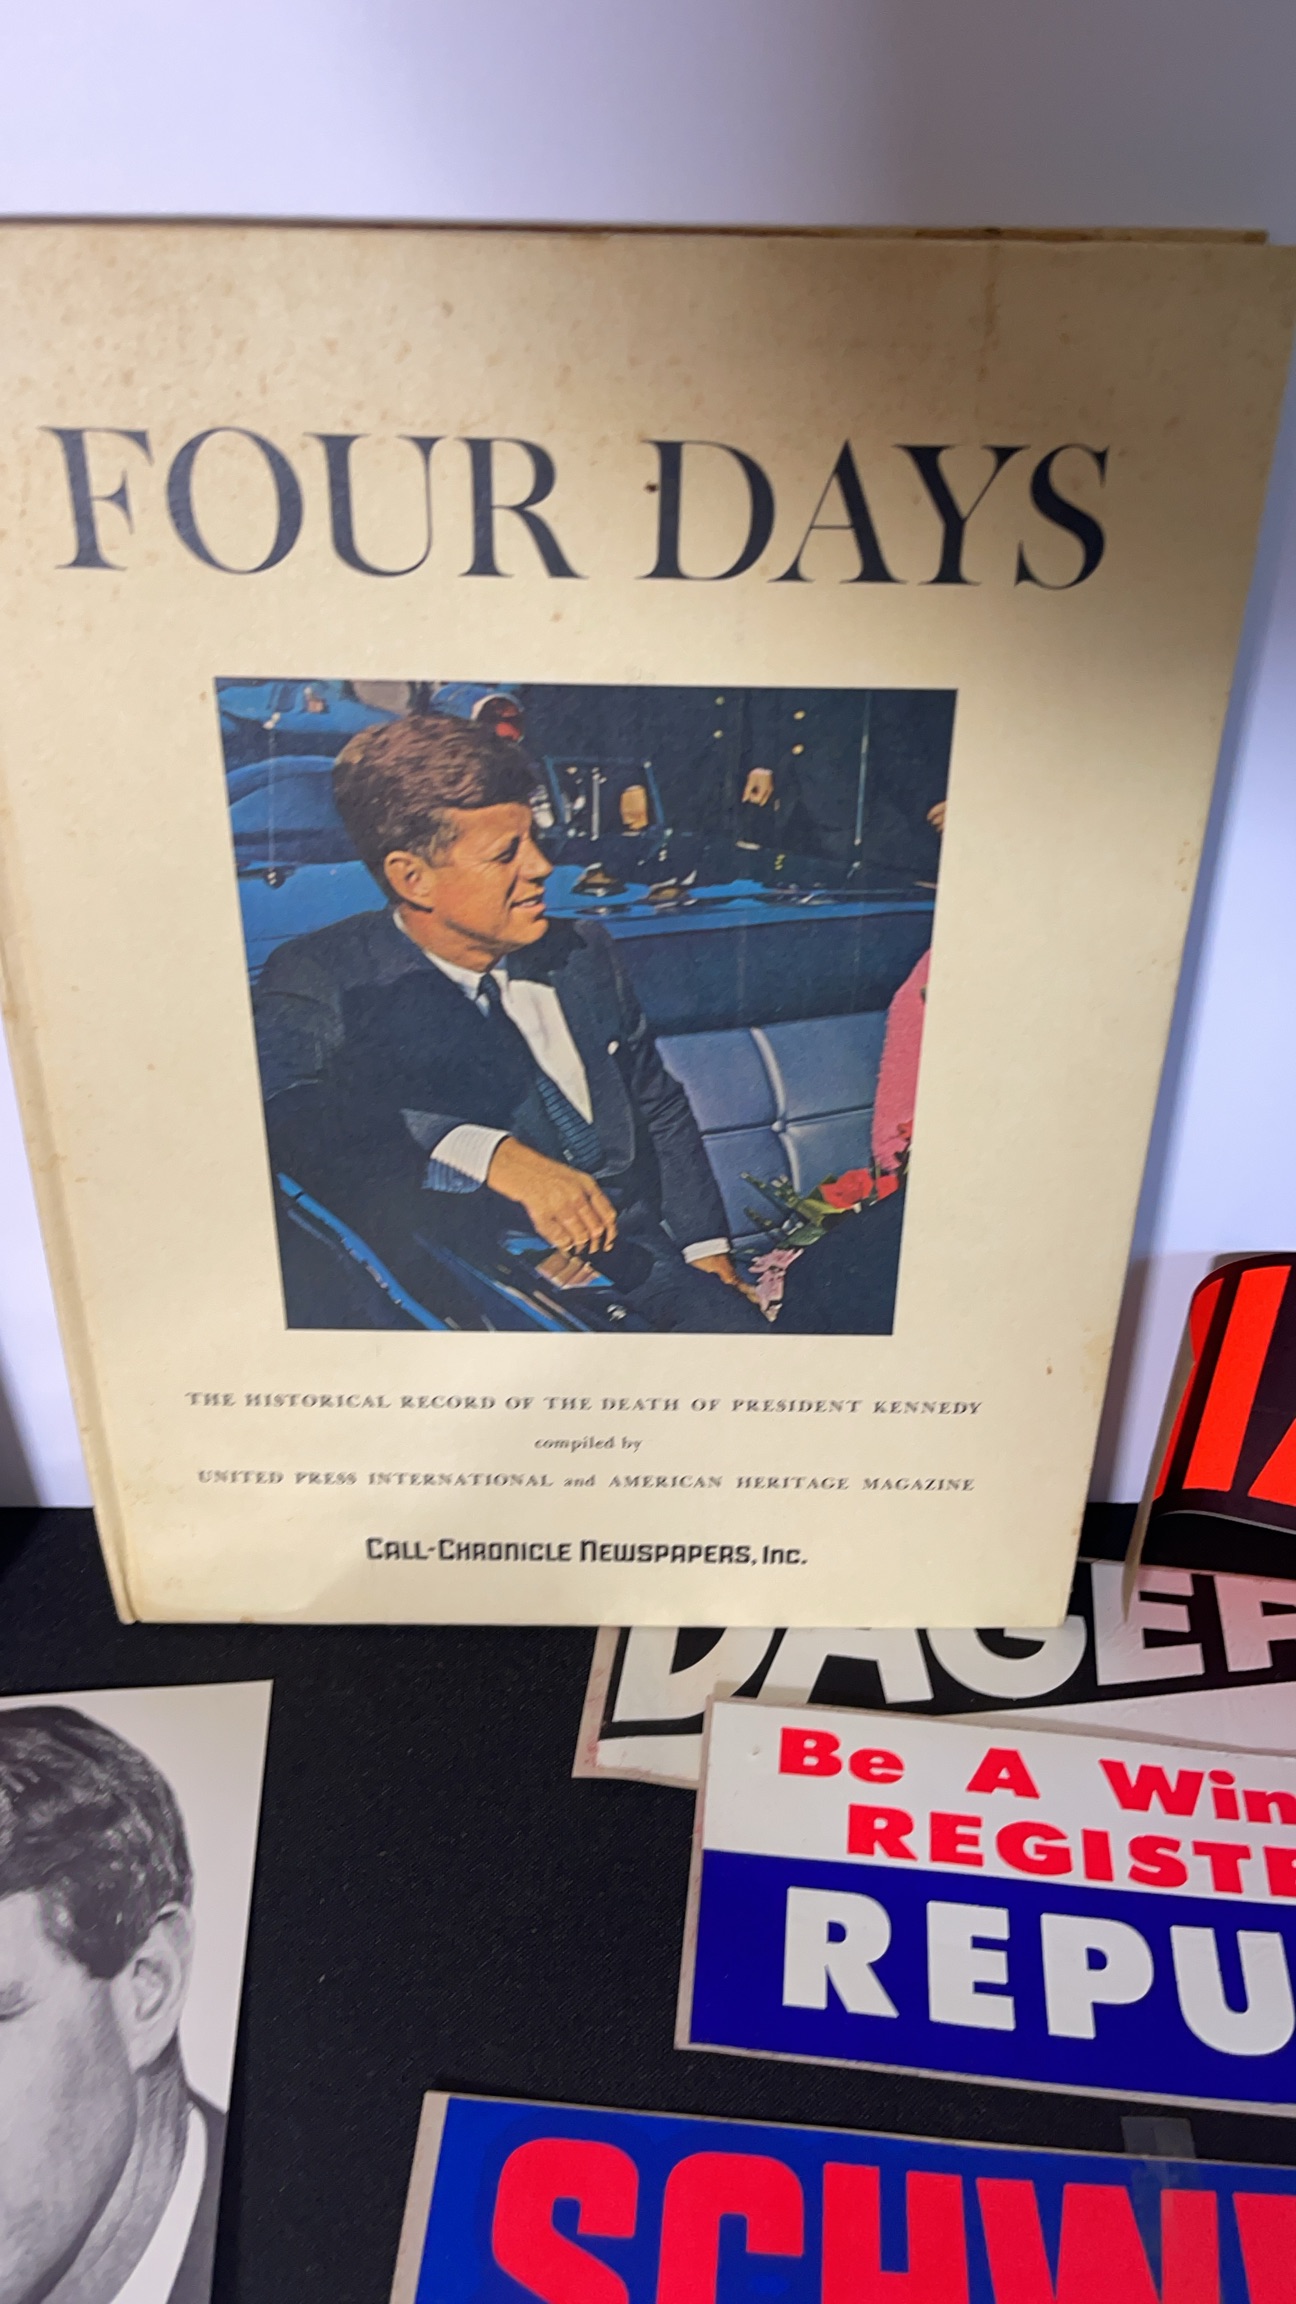 FOUR DAYS
THE HISTORICAL RECORD OF THE DEATH OF PRESIDENT KENNEDY
compiled by
UNITED PRESS INTERNATIONAL and AMERICAN HERITAGE MAGAZINE
CALL-CHRONICLE NEWSPAPERS, Inc.
DAGE
Be A Win
REGISTE
REPU
SCHW